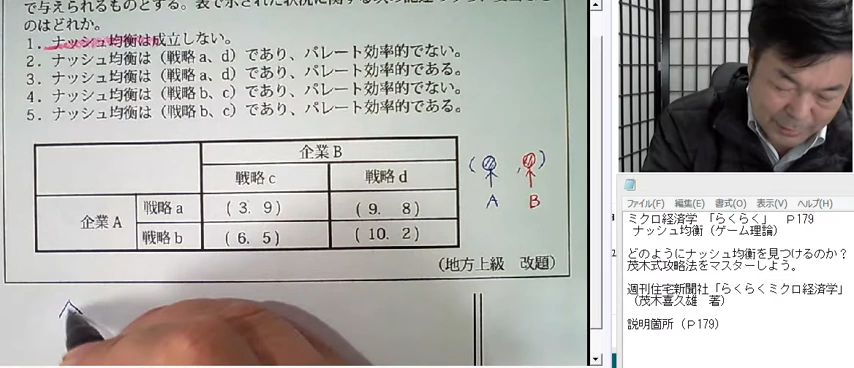 で与えられるものとする。表で示された状況に関する次の記述のうち、妥当なも
のはどれか。
1. ナッシュ均衡は成立しない。
2. ナッシュ均衡は（戦略a、d）であり、パレート効率的でない。
3. ナッシュ均衡は（戦略a、d）であり、パレート効率的である。
4. ナッシュ均衡は（戦略b、c）であり、パレート効率的でない。
5. ナッシュ均衡は（戦略b、c）であり、パレート効率的である。
企業B
戦略c 戦略d
企業A 戦略a （3. 9） （9. 8）
戦略b （6. 5） （10. 2）
( , )
A B
（地方上級 改題）
ファイル(F) 編集(E) 書式(O) 表示(V) ヘルプ(H)
ミクロ経済学 「らくらく」 P179
ナッシュ均衡（ゲーム理論）
どのようにナッシュ均衡を見つけるのか？
茂木式攻略法をマスターしよう。
週刊住宅新聞社「らくらくミクロ経済学」
（茂木喜久雄 著）
説明箇所（P179）